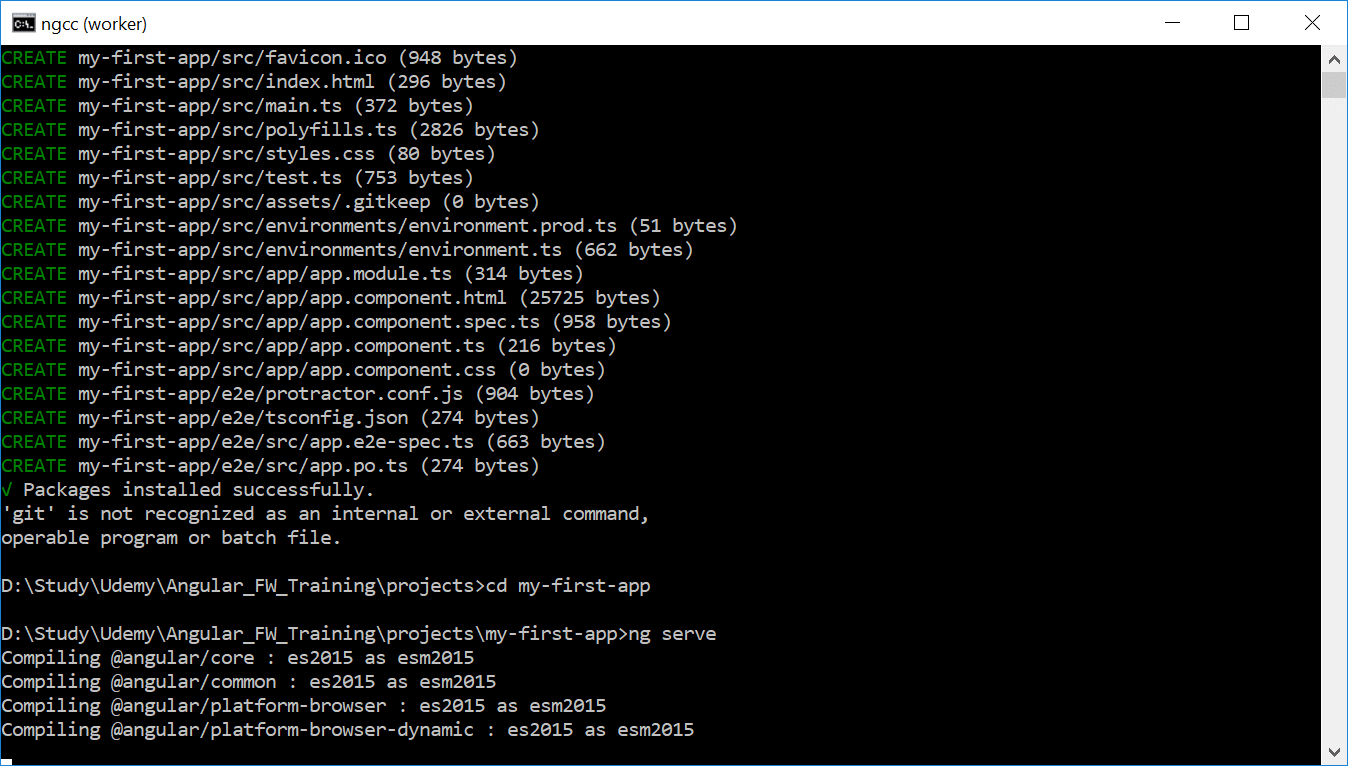 ngcc (worker)
CREATE my-first-app/src/favicon.ico (948 bytes)
CREATE my-first-app/src/index.html (296 bytes)
CREATE my-first-app/src/main.ts (372 bytes)
CREATE my-first-app/src/polyfills.ts (2826 bytes)
CREATE my-first-app/src/styles.css (80 bytes)
CREATE my-first-app/src/test.ts (753 bytes)
CREATE my-first-app/src/assets/.gitkeep (0 bytes)
CREATE my-first-app/src/environments/environment.prod.ts (51 bytes)
CREATE my-first-app/src/environments/environment.ts (662 bytes)
CREATE my-first-app/src/app/app.module.ts (314 bytes)
CREATE my-first-app/src/app/app.component.html (25725 bytes)
CREATE my-first-app/src/app/app.component.spec.ts (958 bytes)
CREATE my-first-app/src/app/app.component.ts (216 bytes)
CREATE my-first-app/src/app/app.component.css (0 bytes)
CREATE my-first-app/e2e/protractor.conf.js (904 bytes)
CREATE my-first-app/e2e/tsconfig.json (274 bytes)
CREATE my-first-app/e2e/src/app.e2e-spec.ts (663 bytes)
CREATE my-first-app/e2e/src/app.po.ts (274 bytes)
√ Packages installed successfully.
'git' is not recognized as an internal or external command,
operable program or batch file.
D:\Study\Udemy\Angular_FW_Training\projects>cd my-first-app
D:\Study\Udemy\Angular_FW_Training\projects\my-first-app>ng serve
Compiling @angular/core : es2015 as esm2015
Compiling @angular/common : es2015 as esm2015
Compiling @angular/platform-browser : es2015 as esm2015
Compiling @angular/platform-browser-dynamic : es2015 as esm2015